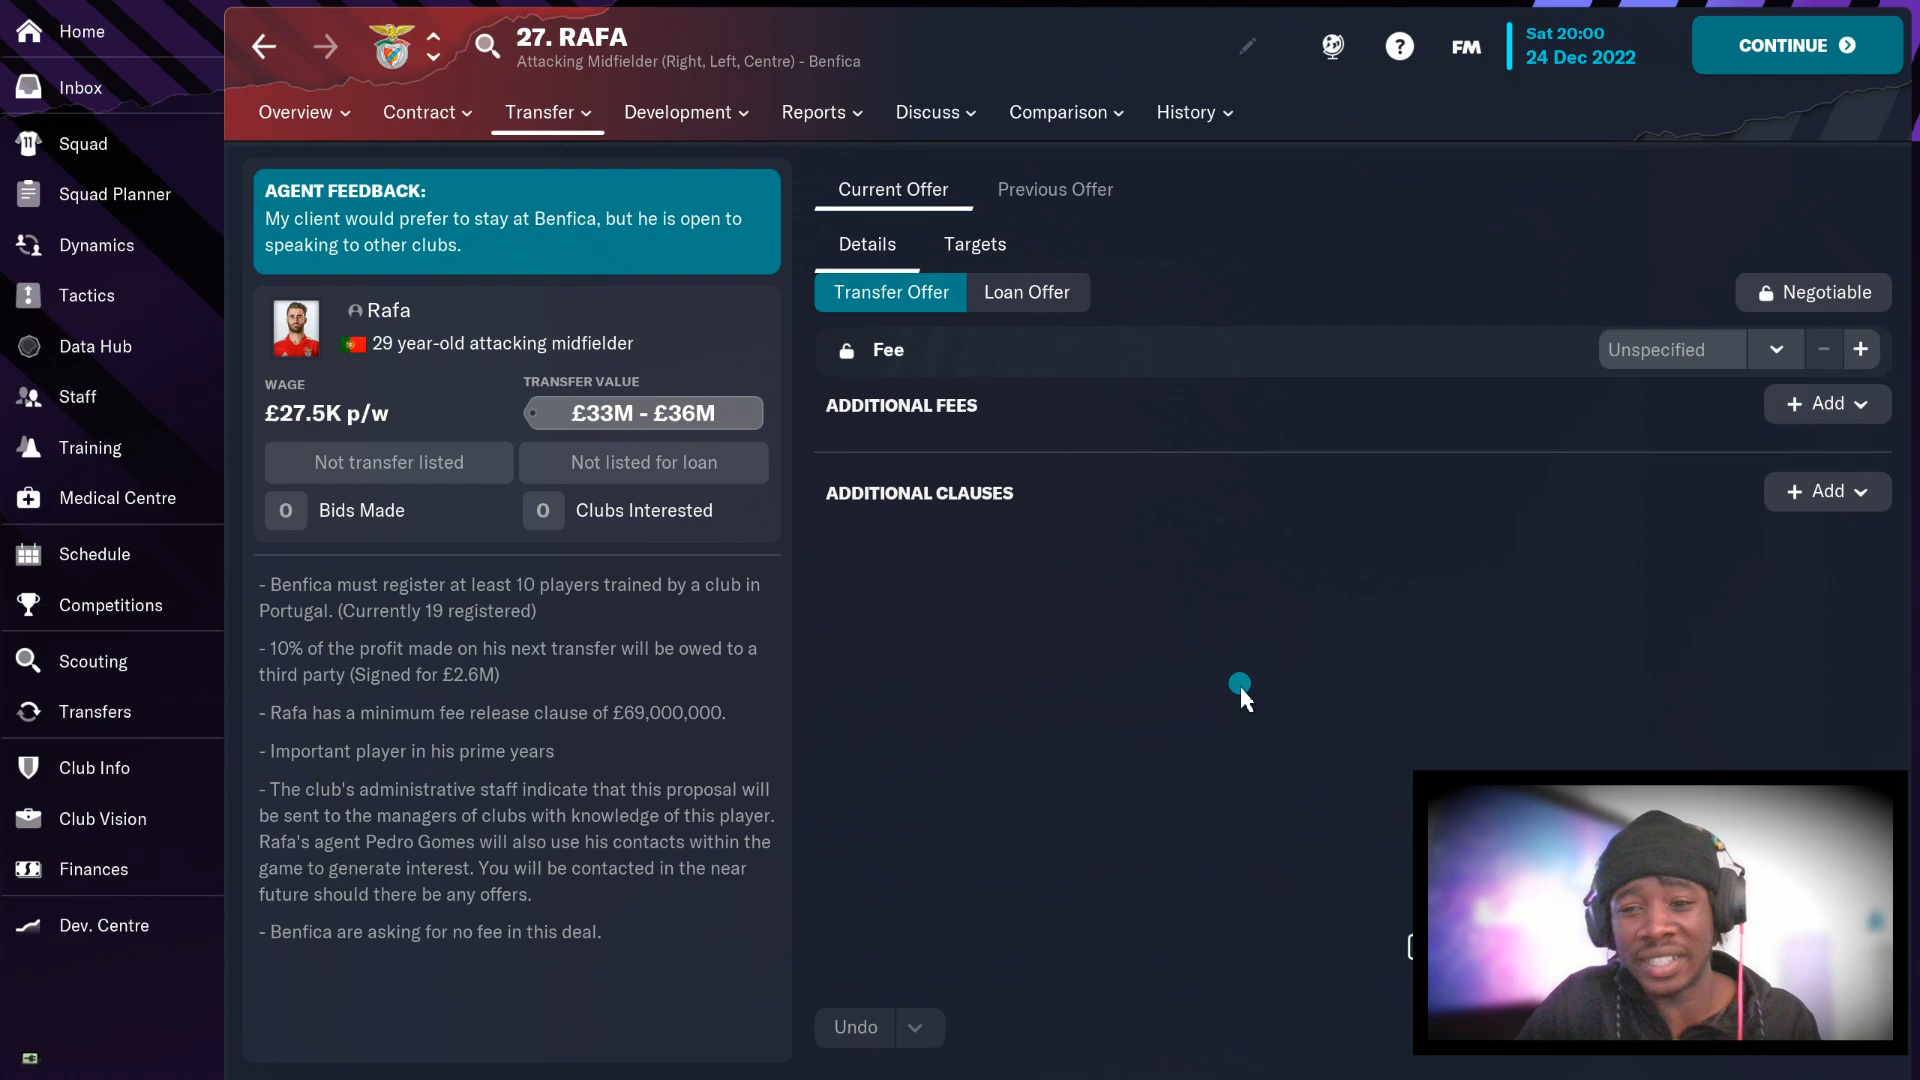 Home
Inbox
Squad
Squad Planner
Dynamics
Tactics
Data Hub
Staff
Training
Medical Centre
Schedule
Competitions
Scouting
Transfers
Club Info
Club Vision
Finances
Dev. Centre
27. RAFA
Attacking Midfielder (Right, Left, Centre) - Benfica
FM
Sat 20:00
24 Dec 2022
CONTINUE
Overview
Contract
Transfer
Development
Reports
Discuss
Comparison
History
AGENT FEEDBACK:
My client would prefer to stay at Benfica, but he is open to
speaking to other clubs.
Rafa
29 year-old attacking midfielder
WAGE
TRANSFER VALUE
£27.5K p/w
£33M - £36M
Not transfer listed
Not listed for loan
0 Bids Made
0 Clubs Interested
- Benfica must register at least 10 players trained by a club in
Portugal. (Currently 19 registered)
- 10% of the profit made on his next transfer will be owed to a
third party (Signed for £2.6M)
- Rafa has a minimum fee release clause of £69,000,000.
- Important player in his prime years
- The club's administrative staff indicate that this proposal will
be sent to the managers of clubs with knowledge of this player.
Rafa's agent Pedro Gomes will also use his contacts within the
game to generate interest. You will be contacted in the near
future should there be any offers.
- Benfica are asking for no fee in this deal.
Current Offer
Previous Offer
Details
Targets
Transfer Offer
Loan Offer
Negotiable
Fee
Unspecified
- +
ADDITIONAL FEES
+ Add
ADDITIONAL CLAUSES
+ Add
Undo